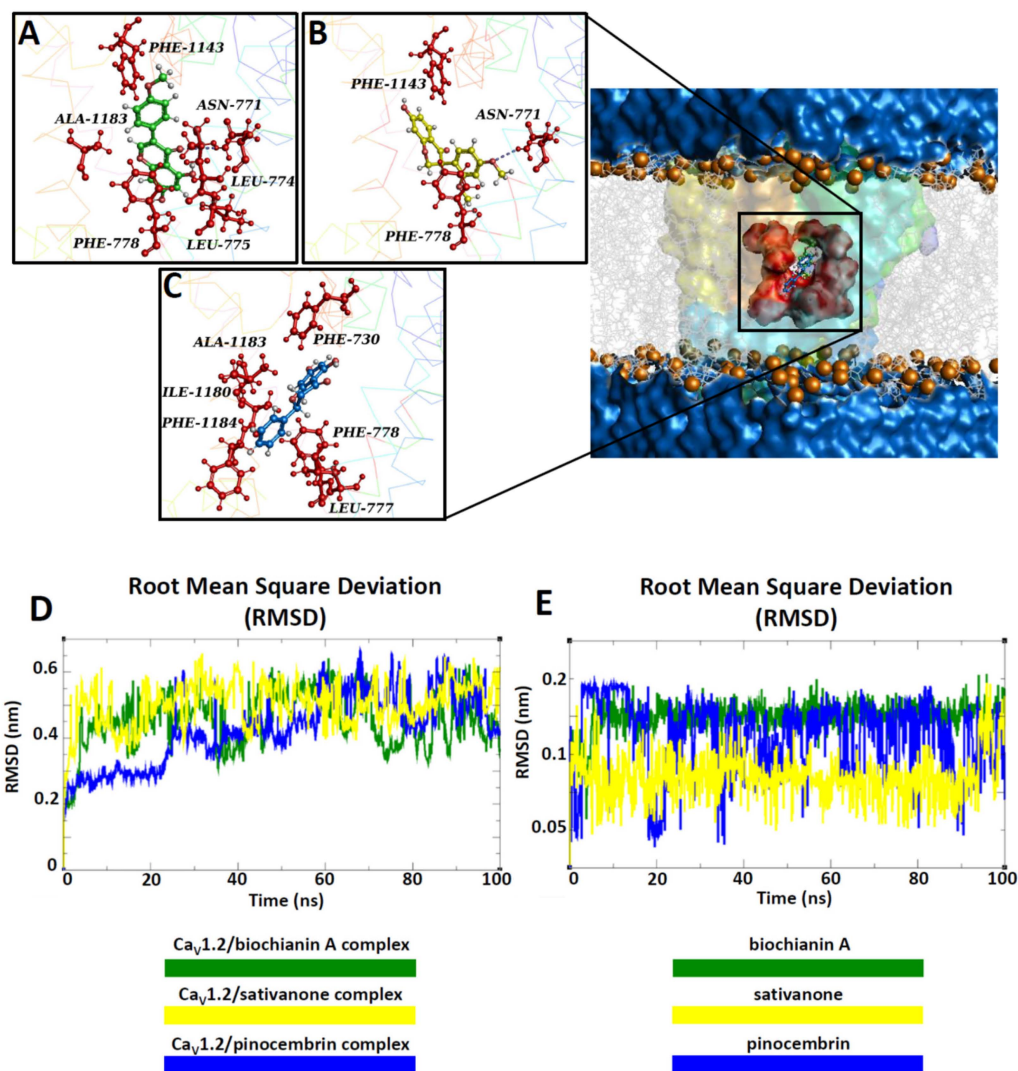 A
PHE-1143
ALA-1183
ASN-771
LEU-774
PHE-778
LEU-775
B
PHE-1143
ASN-771
PHE-778
C
PHE-730
ALA-1183
ILE-1180
PHE-1184
PHE-778
LEU-777
D
Root Mean Square Deviation
(RMSD)
RMSD (nm)
0.6
0.4
0.2
0
0 20 40 60 80 100
Time (ns)
CaV1.2/biochianin A complex
CaV1.2/sativanone complex
CaV1.2/pinocembrin complex
E
Root Mean Square Deviation
(RMSD)
RMSD (nm)
0.2
0.1
0.05
0 20 40 60 80 100
Time (ns)
biochianin A
sativanone
pinocembrin